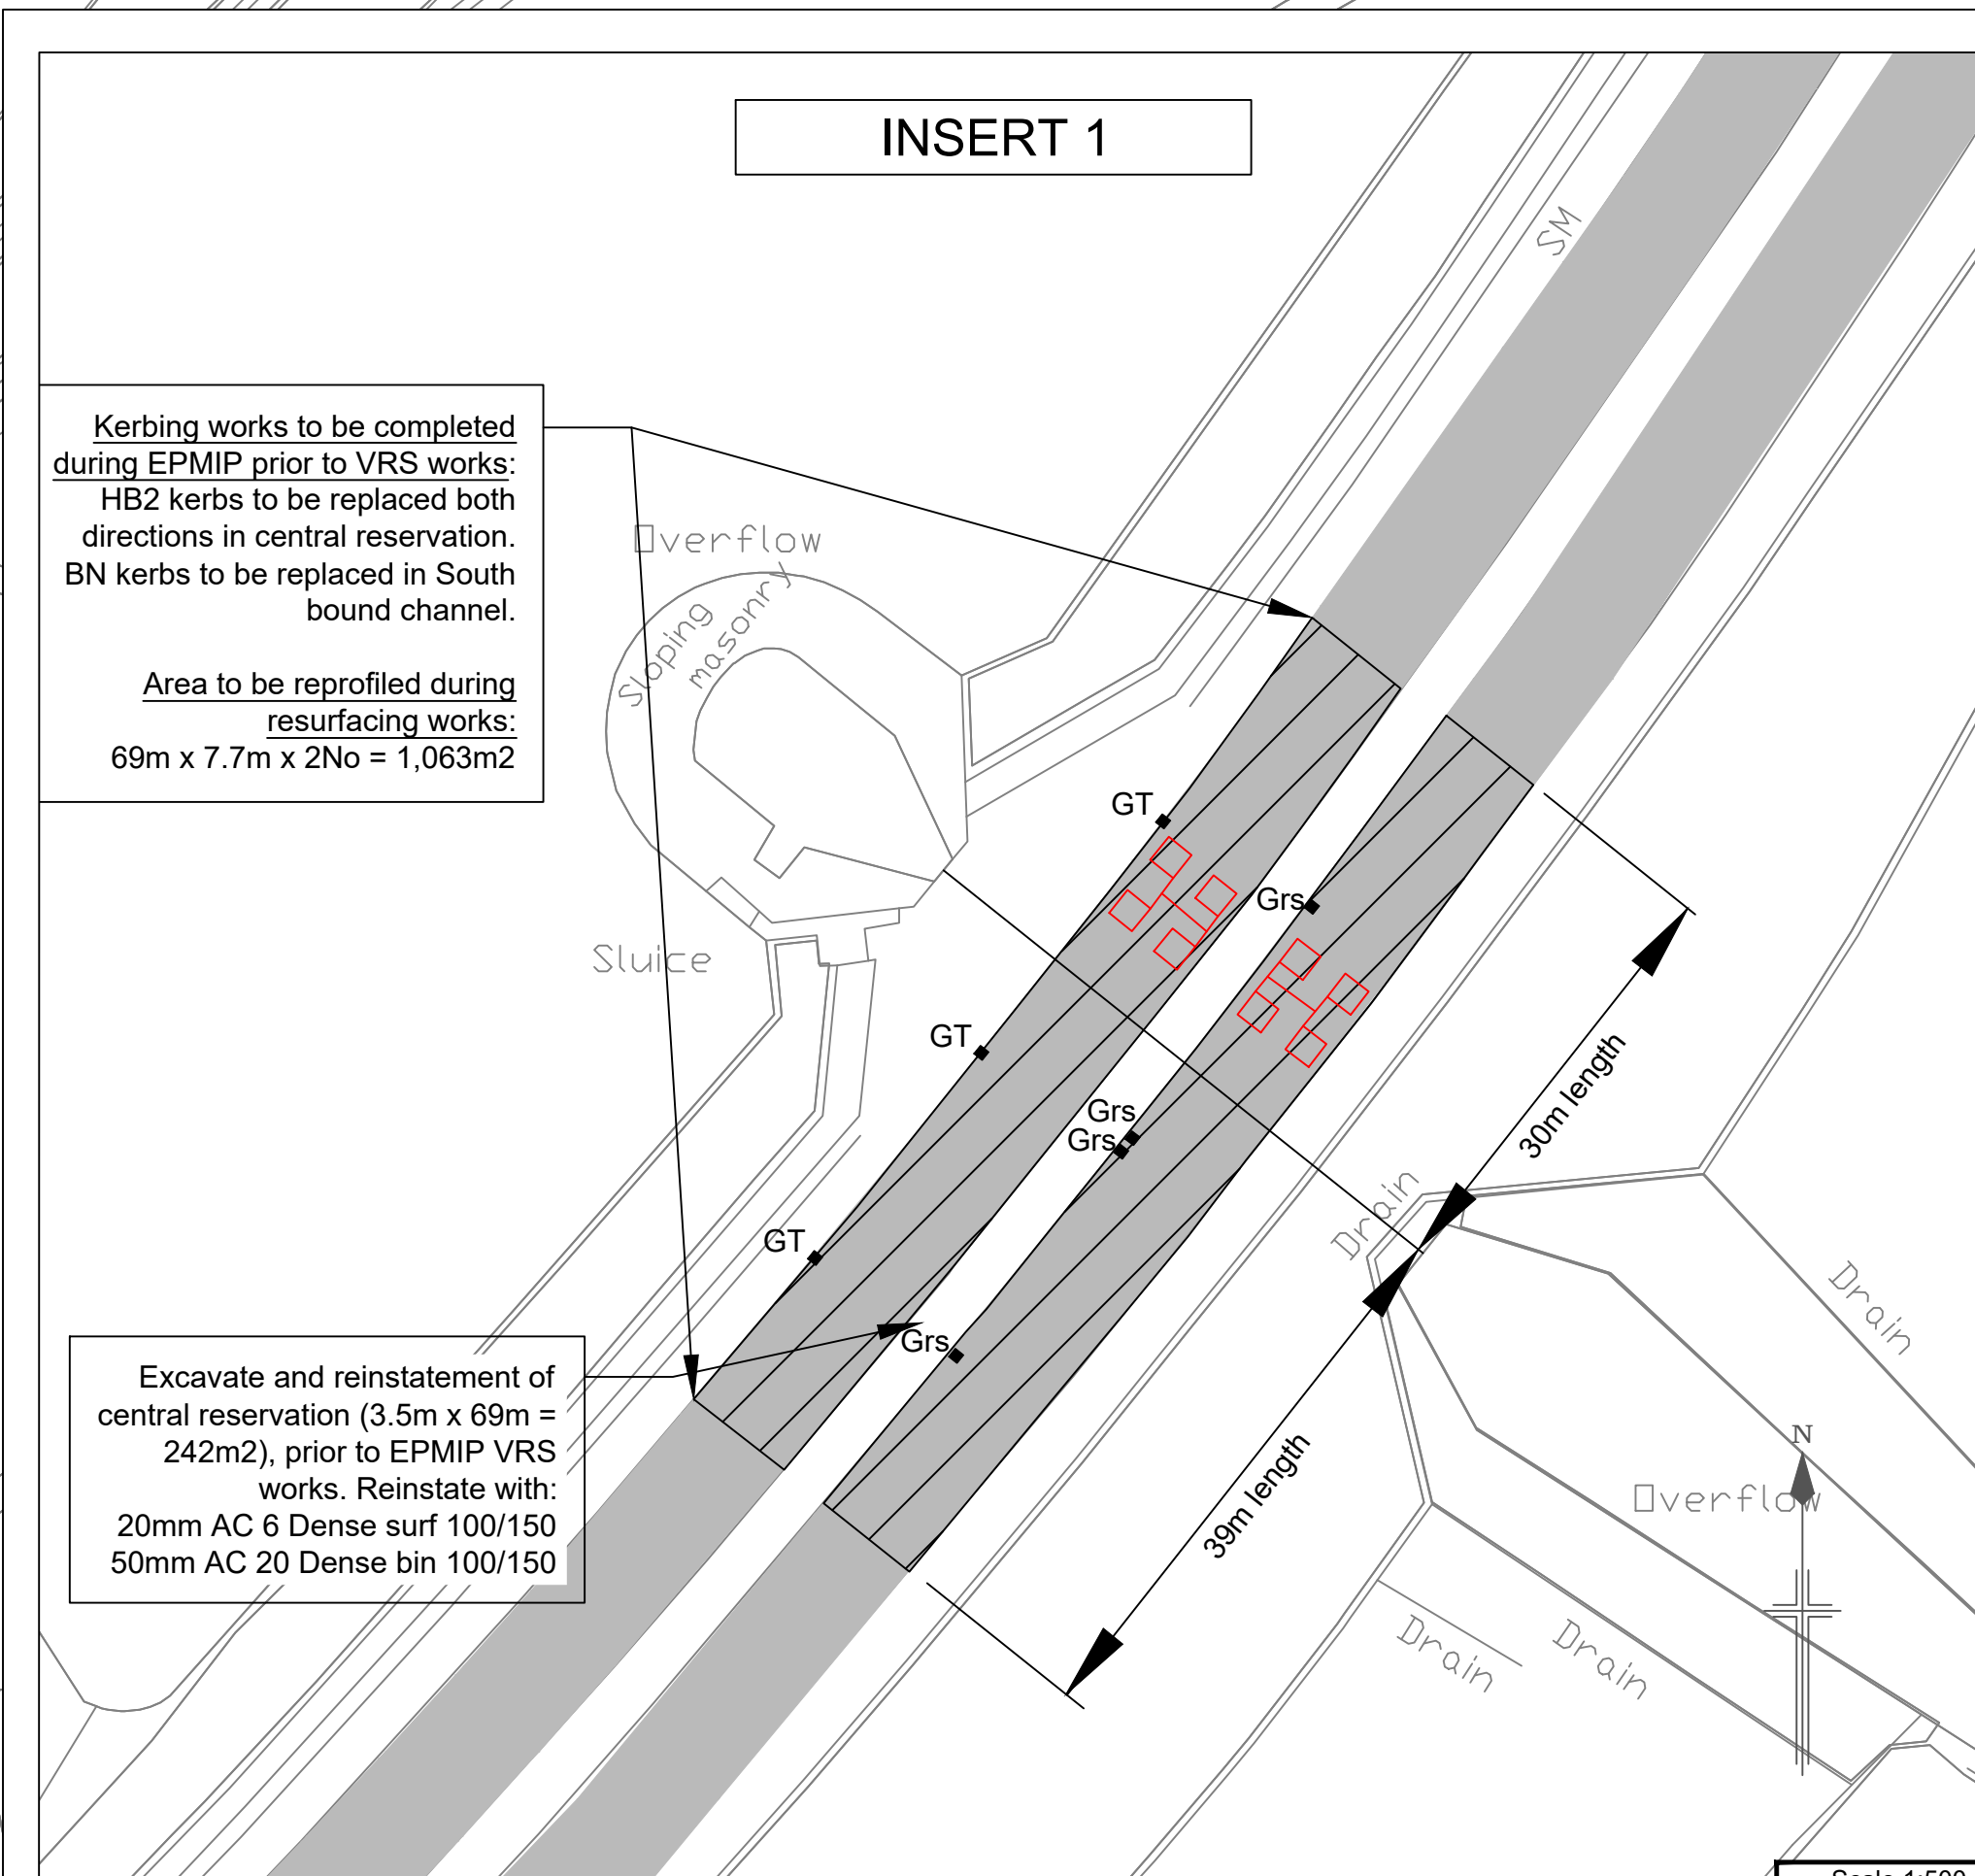 INSERT 1
SM
Kerbing works to be completed
during EPMIP prior to VRS works:
HB2 kerbs to be replaced both
directions in central reservation.
BN kerbs to be replaced in South
bound channel.
Area to be reprofiled during
resurfacing works:
69m x 7.7m x 2No = 1,063m2
Overflow
Sloping
masonry
GT
Grs
Sluice
GT
Grs
Grs
30m length
Drain
GT
Drain
Grs
Excavate and reinstatement of
central reservation (3.5m x 69m =
242m2), prior to EPMIP VRS
works. Reinstate with:
20mm AC 6 Dense surf 100/150
50mm AC 20 Dense bin 100/150
39m length
N
Overflow
Drain
Drain
Scale 1:500